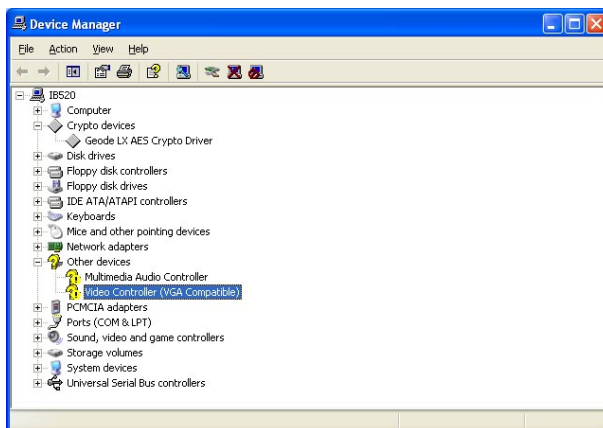 Device Manager
File Action View Help
IB520
Computer
Crypto devices
Geode LX AES Crypto Driver
Disk drives
Floppy disk controllers
Floppy disk drives
IDE ATA/ATAPI controllers
Keyboards
Mice and other pointing devices
Network adapters
Other devices
Multimedia Audio Controller
Video Controller (VGA Compatible)
PCMCIA adapters
Ports (COM & LPT)
Sound, video and game controllers
Storage volumes
System devices
Universal Serial Bus controllers